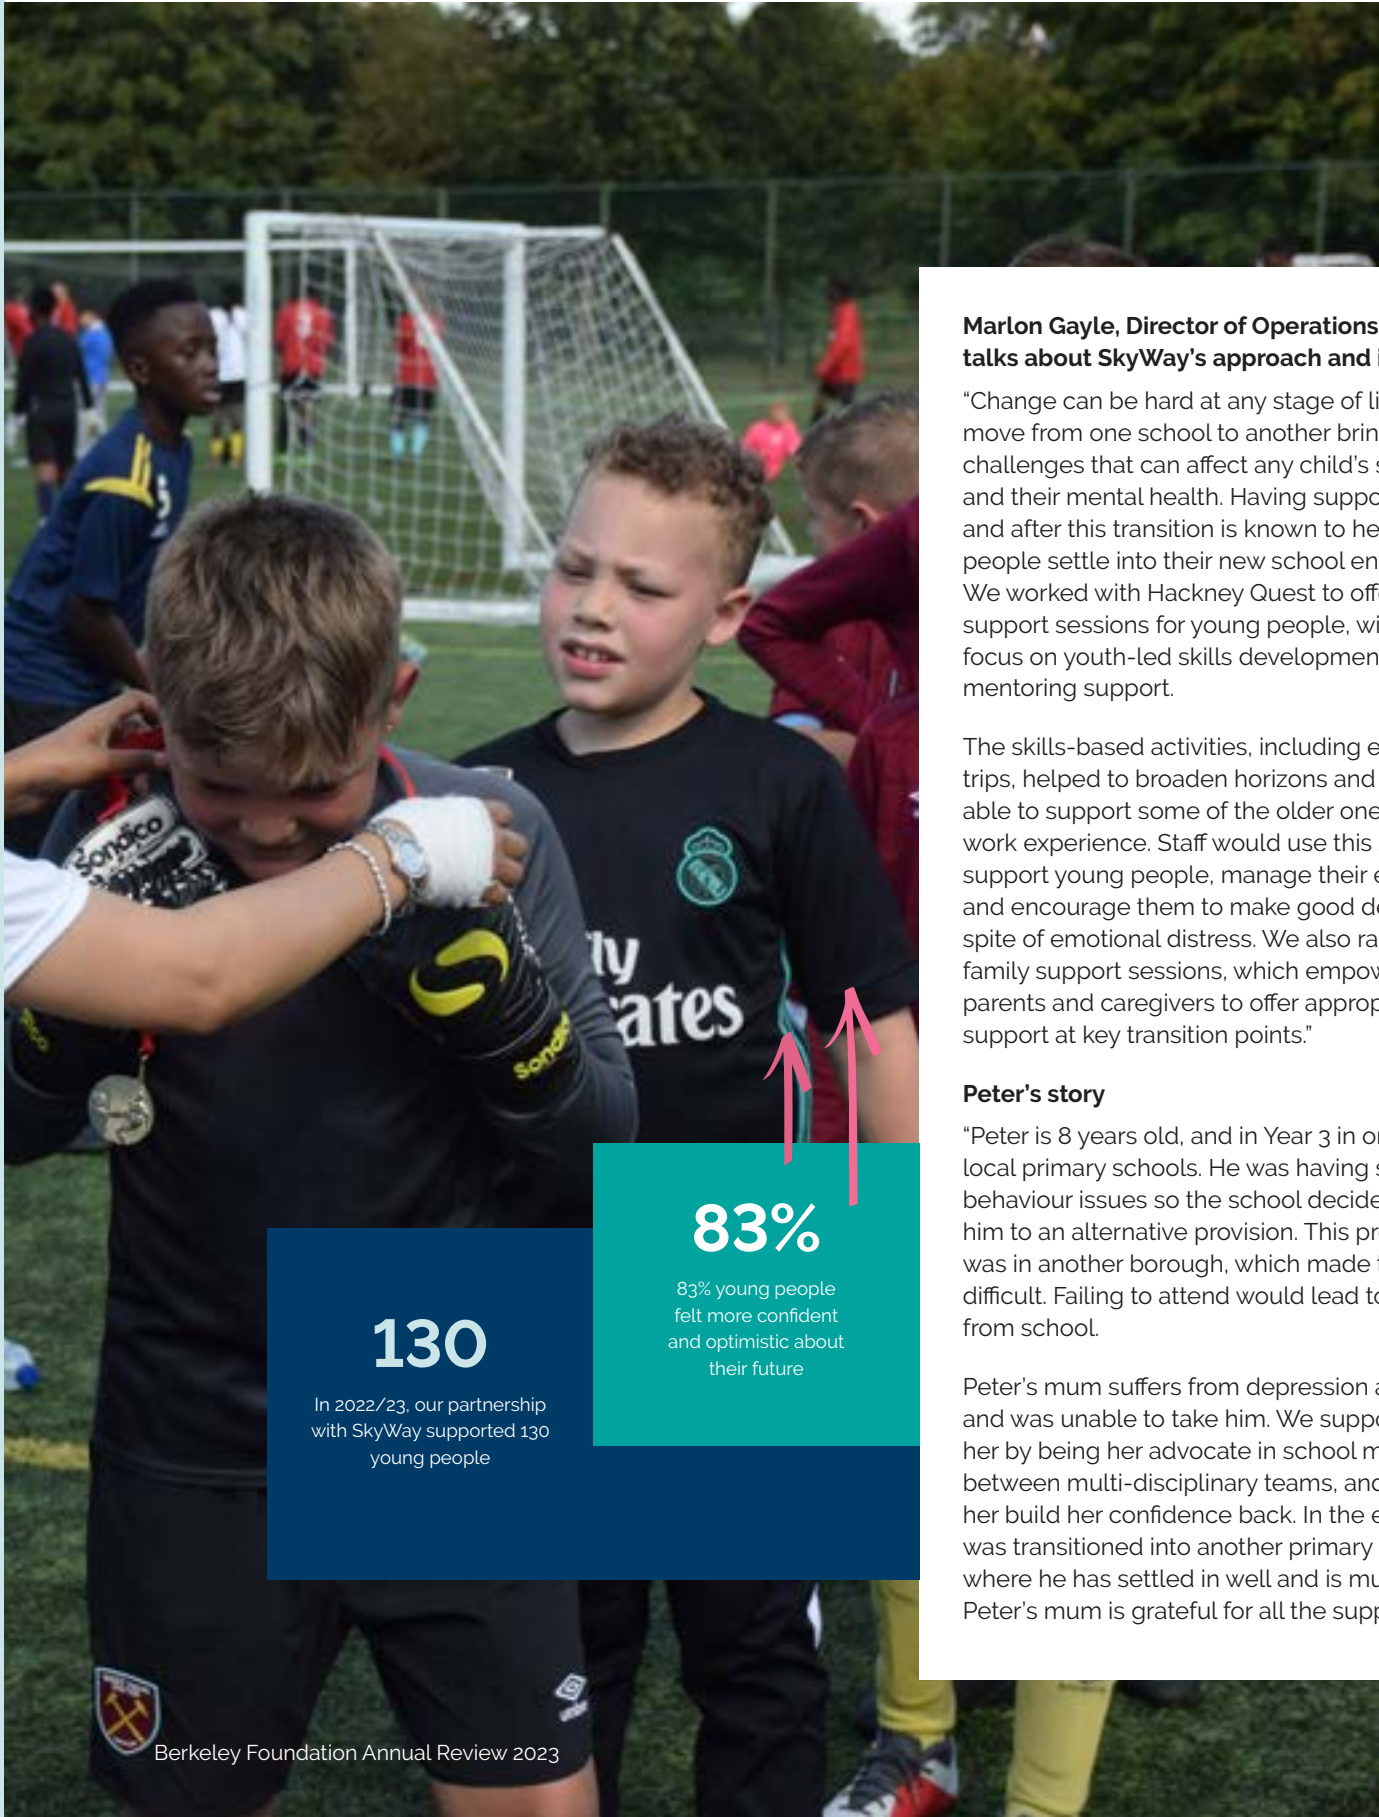 Marlon Gayle, Director of Operations
talks about SkyWay's approach and
“Change can be hard at any stage of
move from one school to another
challenges that can affect any child's
and their mental health. Having
and after this transition is known to
people settle into their new school
We worked with Hackney Quest to
support sessions for young people,
focus on youth-led skills
mentoring support.
The skills-based activities, including
trips, helped to broaden horizons and
able to support some of the older
work experience. Staff would use this
support young people, manage their
and encourage them to make good
spite of emotional distress. We also
family support sessions, which
parents and caregivers to offer
support at key transition points.”
Peter's story
“Peter is 8 years old, and in Year 3 in
local primary schools. He was having
behaviour issues so the school
him to an alternative provision. This
was in another borough, which made
difficult. Failing to attend would lead
from school.
Peter's mum suffers from depression
and was unable to take him. We
her by being her advocate in school
between multi-disciplinary teams,
her build her confidence back. In the
was transitioned into another primary
where he has settled in well and is
Peter's mum is grateful for all the
83%
83% young people
felt more confident
and optimistic about
their future
130
In 2022/23, our partnership
with SkyWay supported 130
young people
Sondico
Sondico
umbro
Berkeley Foundation Annual Review 2023